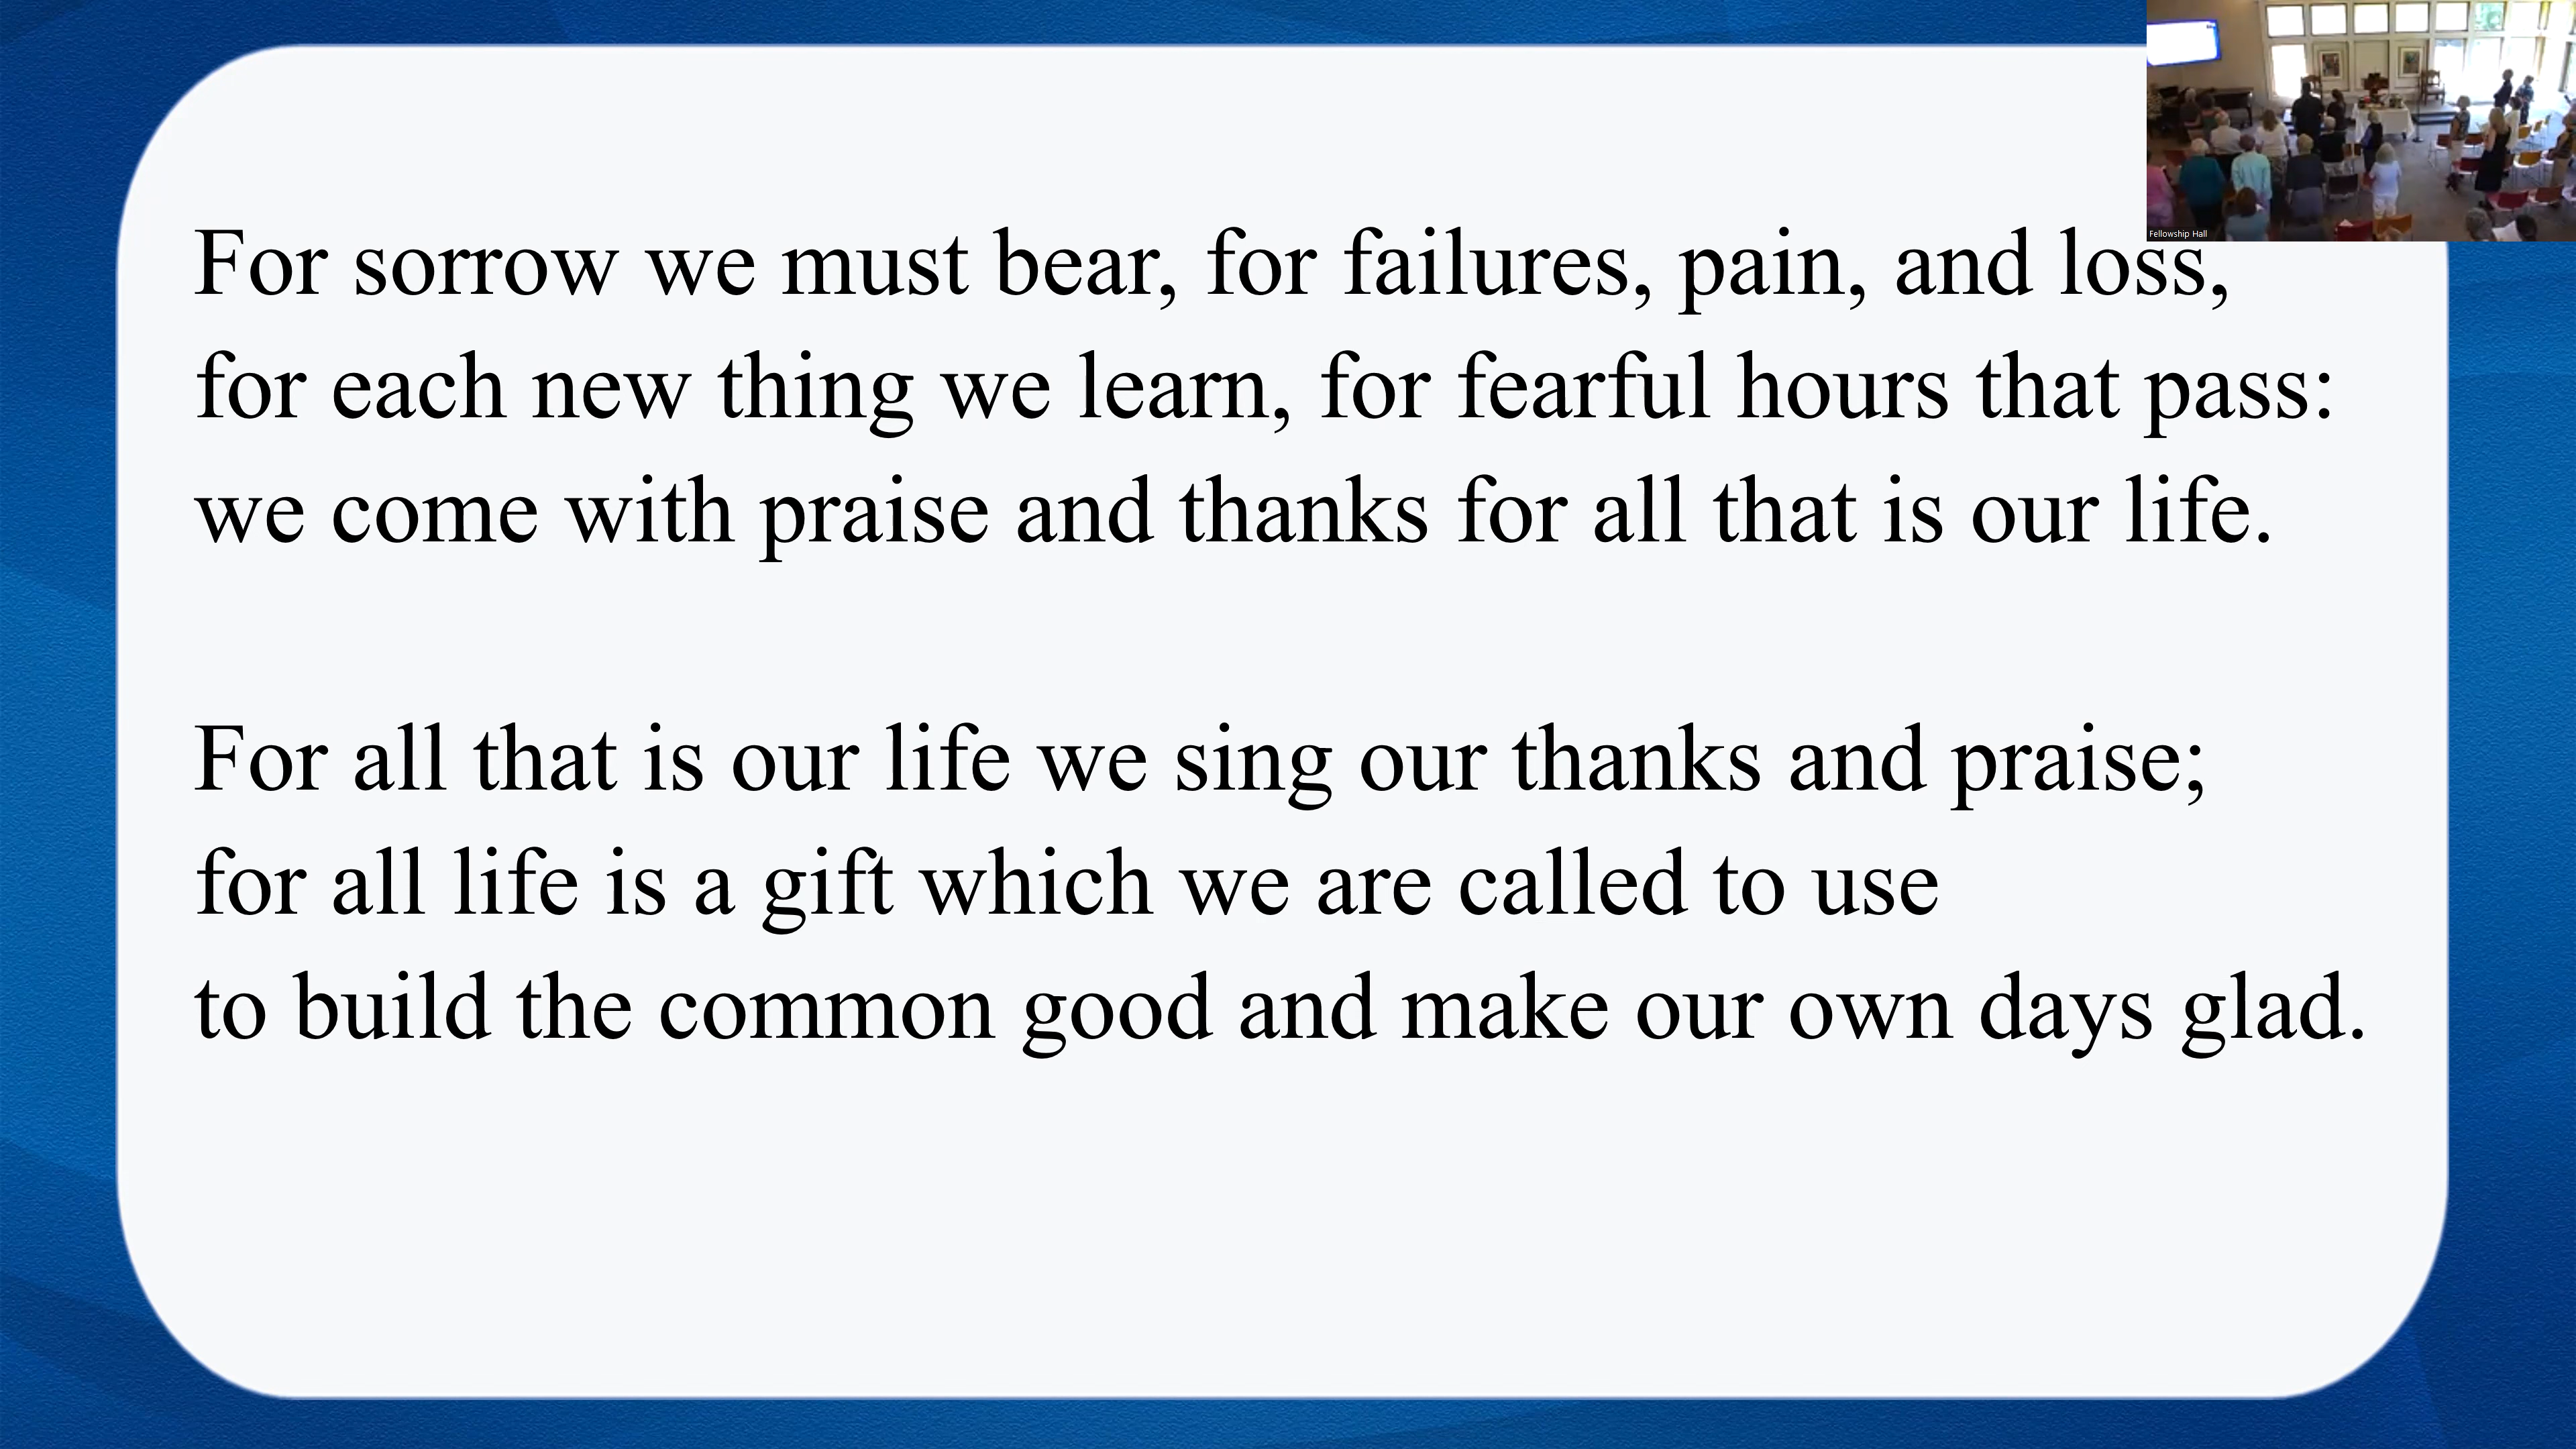 For sorrow we must bear, for failures, pain, and loss,
for each new thing we learn, for fearful hours that pass:
we come with praise and thanks for all that is our life.
For all that is our life we sing our thanks and praise;
for all life is a gift which we are called to use
to build the common good and make our own days glad.
Fellowship Hall